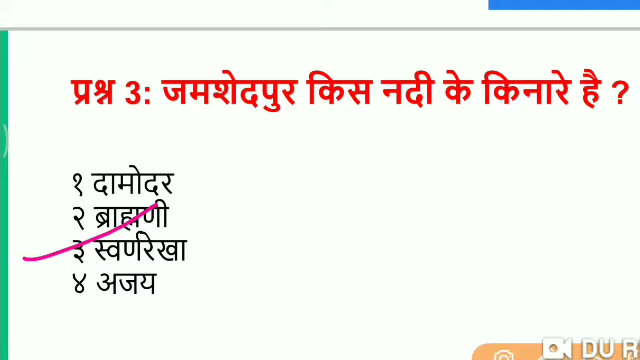 प्रश्न 3: जमशेदपुर किस नदी के किनारे है ?
१ दामोदर
२ ब्राह्मणी
३ स्वर्णरेखा
४ अजय
DU R